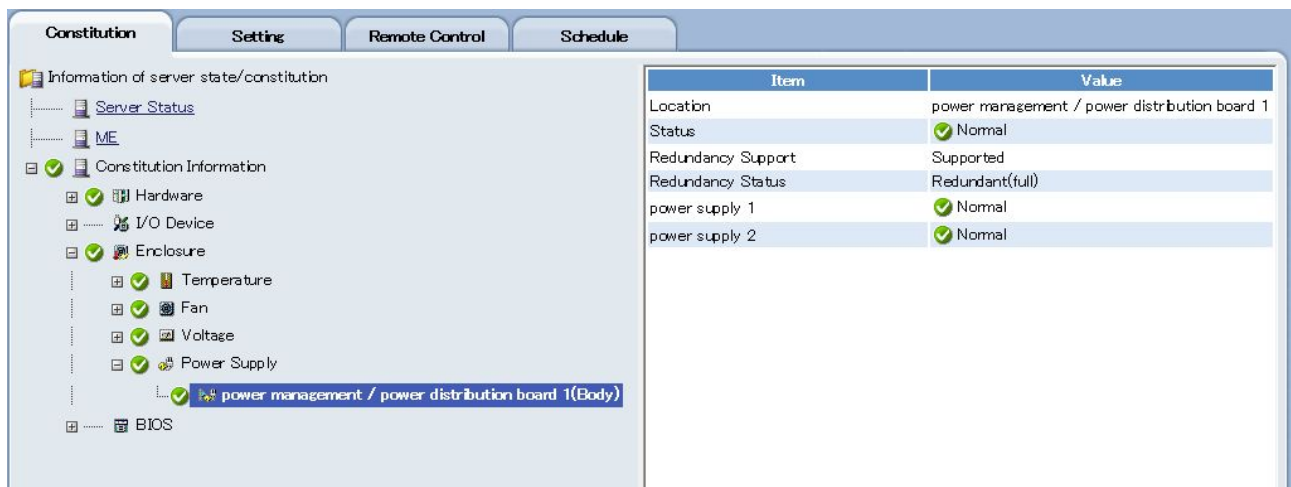 Constitution Setting Remote Control Schedule
Information of server state/constitution
Server Status
ME
Constitution Information
Hardware
I/O Device
Enclosure
Temperature
Fan
Voltage
Power Supply
power management / power distribution board 1(Body)
BIOS
Item Value
Location power management / power distribution board 1
Status Normal
Redundancy Support Supported
Redundancy Status Redundant(full)
power supply 1 Normal
power supply 2 Normal